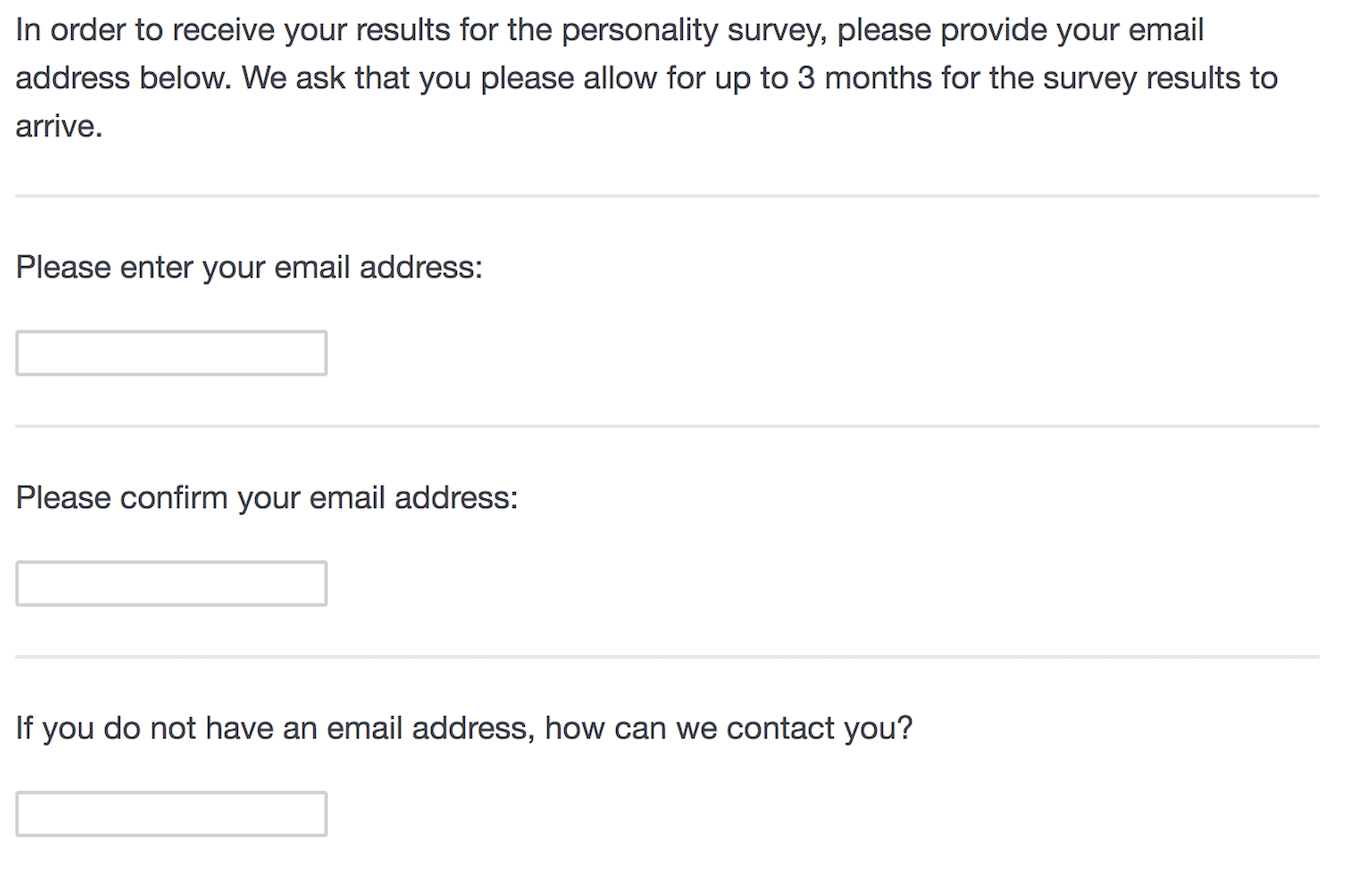 In order to receive your results for the personality survey, please provide your email
address below. We ask that you please allow for up to 3 months for the survey results to
arrive.
Please enter your email address:
Please confirm your email address:
If you do not have an email address, how can we contact you?